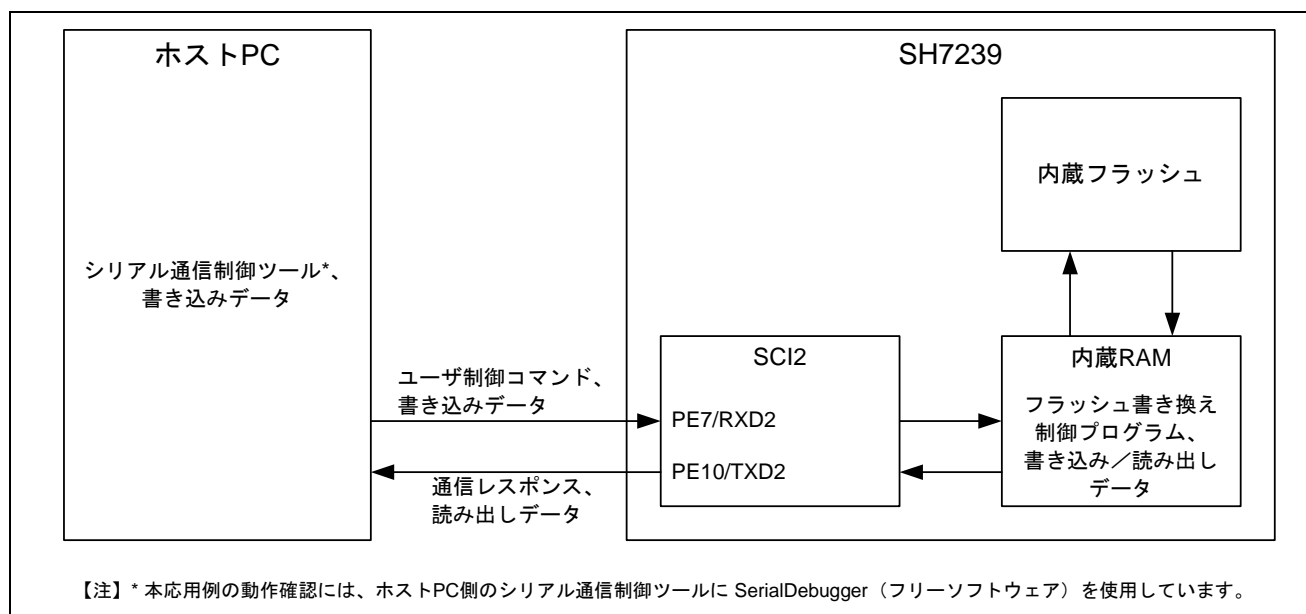 ホストPC
シリアル通信制御ツール*、
書き込みデータ
ユーザ制御コマンド、
書き込みデータ
通信レスポンス、
読み出しデータ
SH7239
内蔵フラッシュ
SCI2
PE7/RXD2
PE10/TXD2
内蔵RAM
フラッシュ書き換え
制御プログラム、
書き込み／読み出し
データ
【注】* 本応用例の動作確認には、ホストPC側のシリアル通信制御ツールに SerialDebugger（フリーソフトウェア）を使用しています。